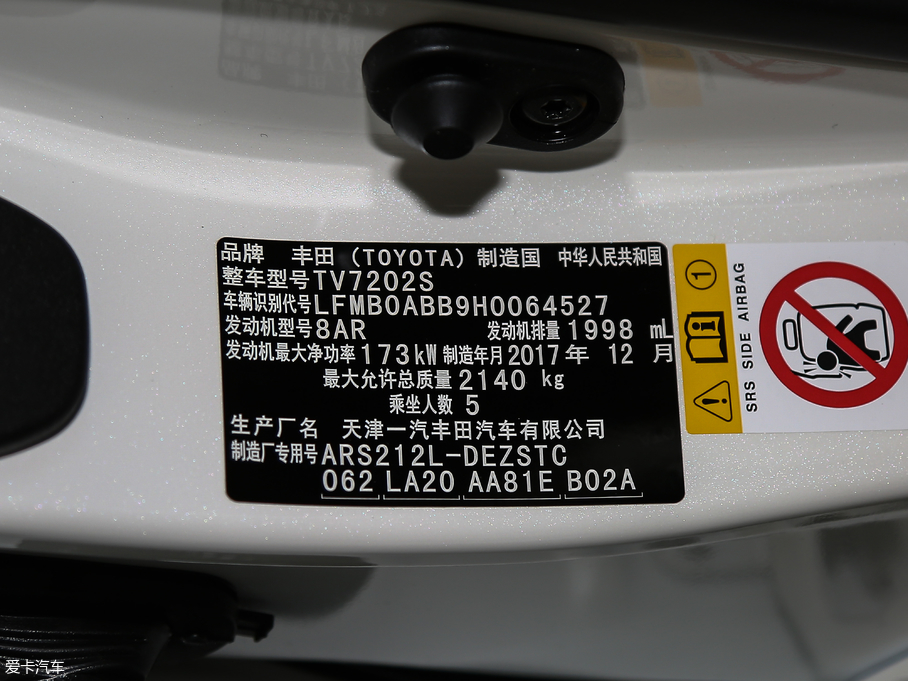 品牌 丰田（TOYOTA）制造国 中华人民共和国
整车型号TV7202S
车辆识别代号LFMB0ABB9H0064527
发动机型号8AR 发动机排量1998 mL
发动机最大净功率173kW制造年月2017年 12 月
最大允许总质量2140 kg
乘坐人数 5
生产厂名 天津一汽丰田汽车有限公司
制造厂专用号ARS212L-DEZSTC
062 LA20 AA81E B02A
1
SRS SIDE AIRBAG
爱卡汽车